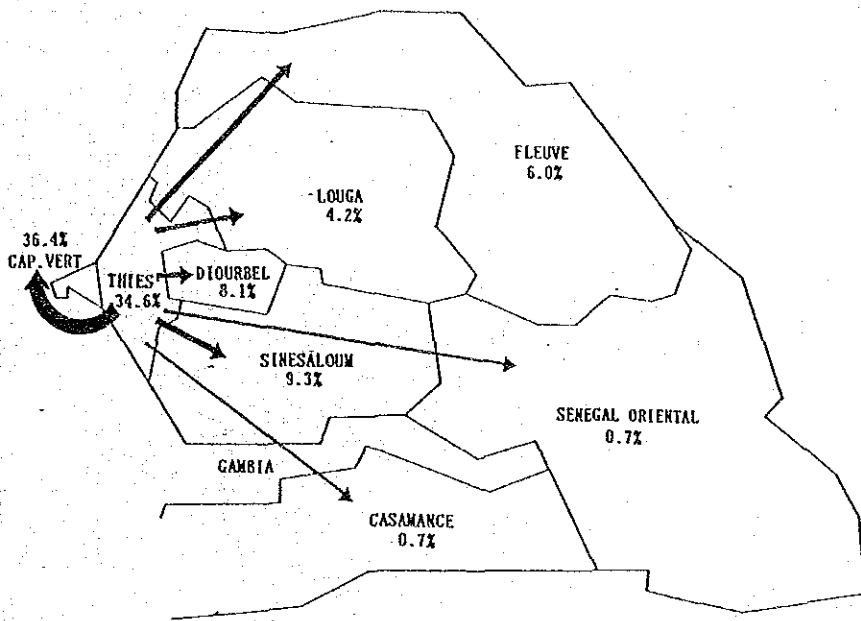 FLEUVE
6.0%
LOUGA
4.2%
36.4%
CAP.VERT
THIES
34.6%
DIOURBEL
8.1%
SINESALOUM
9.3%
SENEGAL ORIENTAL
0.7%
GAMBIA
CASAMANCE
0.7%